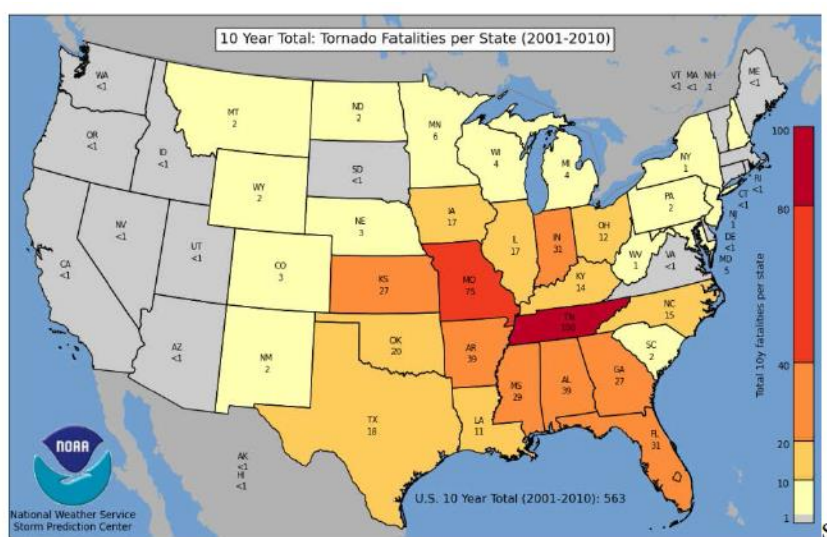 10 Year Total: Tornado Fatalities per State (2001-2010)
WA
<1
OR
<1
CA
<1
ID
<1
NV
<1
UT
<1
AZ
<1
MT
2
WY
2
CO
3
NM
2
ND
2
SD
<1
NE
3
KS
27
OK
20
TX
18
MN
6
IA
17
MO
75
AR
39
LA
11
WI
4
IL
17
MI
4
IN
31
OH
12
KY
14
TN
MS
29
AL
39
GA
27
FL
31
SC
2
NC
15
VA
<1
WV
1
PA
2
NY
1
VT
<1
MA
<1
NH
1
ME
<1
RI
<1
CT
<1
NJ
1
DE
<1
MD
5
AK
<1
HI
<1
100
80
40
20
10
1
Total 10y fatalities per state
U.S. 10 Year Total (2001-2010): 563
NOAA
National Weather Service
Storm Prediction Center
S